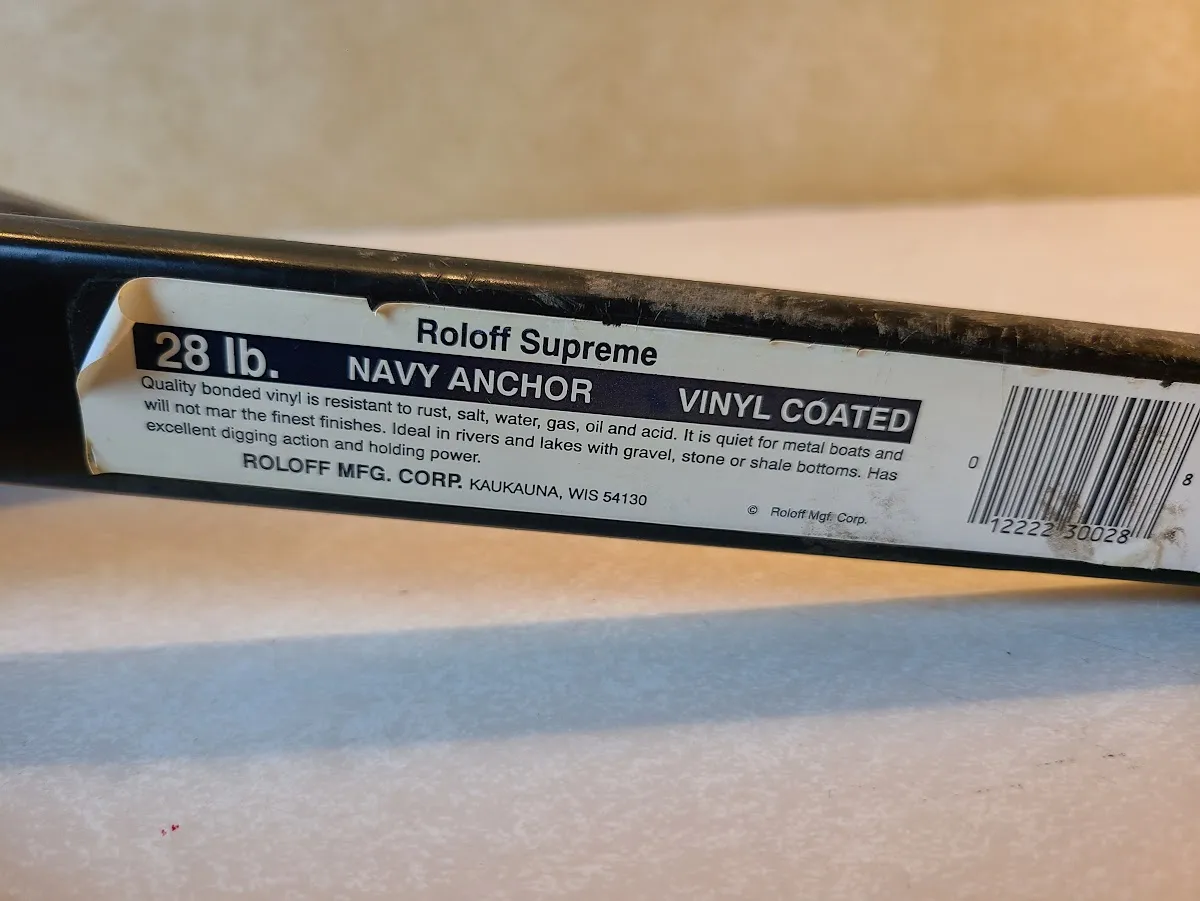 Roloff Supreme
28 lb. NAVY ANCHOR VINYL COATED
Quality bonded vinyl is resistant to rust, salt, water, gas, oil and acid. It is quiet for metal boats and
will not mar the finest finishes. Ideal in rivers and lakes with gravel, stone or shale bottoms. Has
excellent digging action and holding power.
ROLOFF MFG. CORP. KAUKAUNA, WIS 54130
© Roloff Mgf. Corp.
0 12222 30028 8